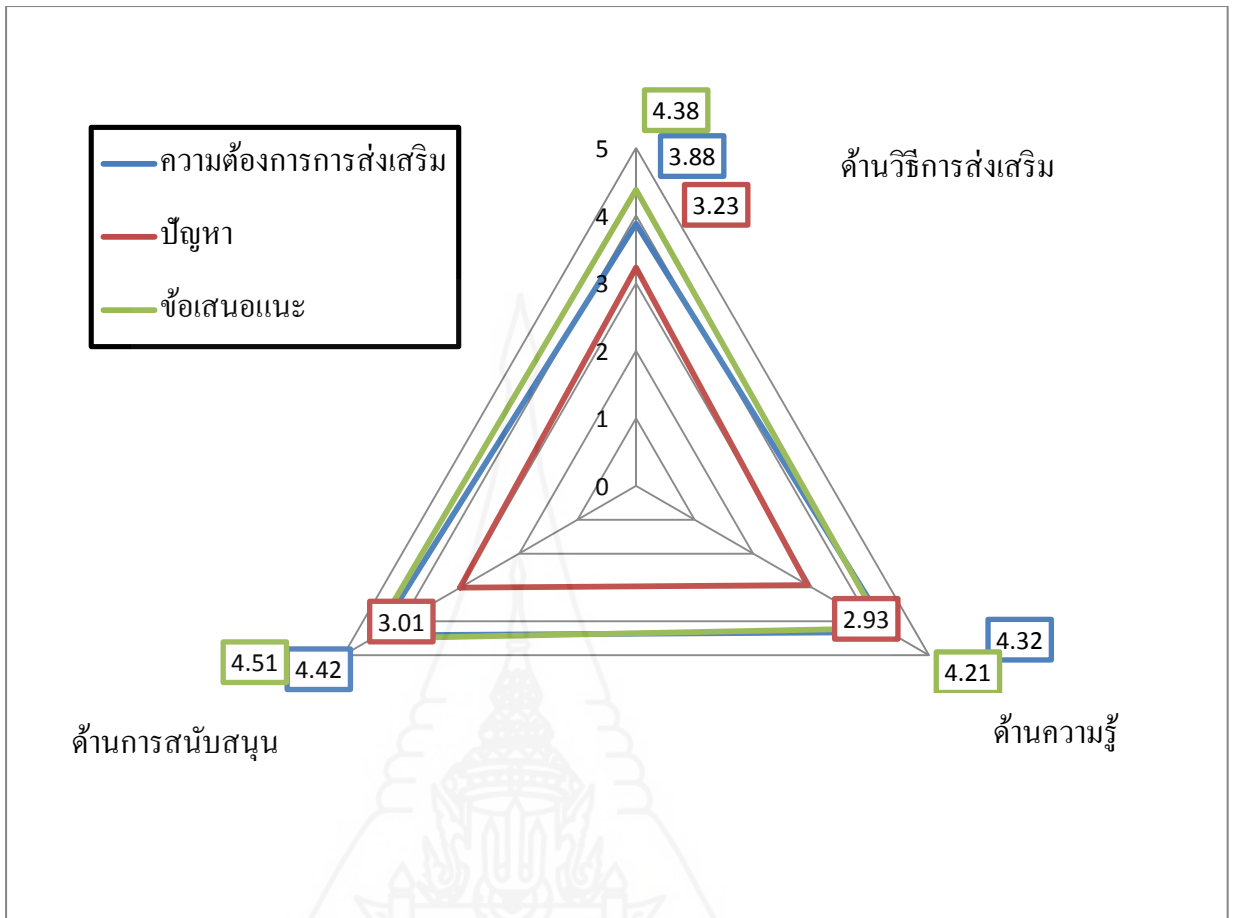 4.38
5
3.88
ด้านวิธีการส่งเสริม
ความต้องการการส่งเสริม
3.23
4
ปัญหา
3
ข้อเสนอแนะ
2
1
0
3.01
2.93
4.51
4.42
4.32
4.21
ด้านการสนับสนุน
ด้านความรู้